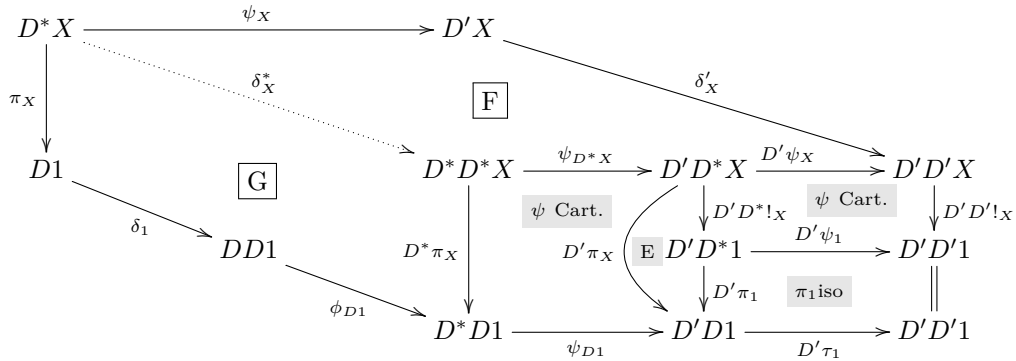 D*X ψ_X D′X
π_X δ*_X δ′_X
F
D1 D*D*X ψ_{D*X} D′D*X D′ψ_X D′D′X
G
δ_1 ψ Cart. D′D*!_X ψ Cart. D′D′!_X
DD1 D*π_X D′π_X E D′D*1 D′ψ_1 D′D′1
φ_{D1} D′π_1 π_1iso
D*D1 ψ_{D1} D′D1 D′τ_1 D′D′1